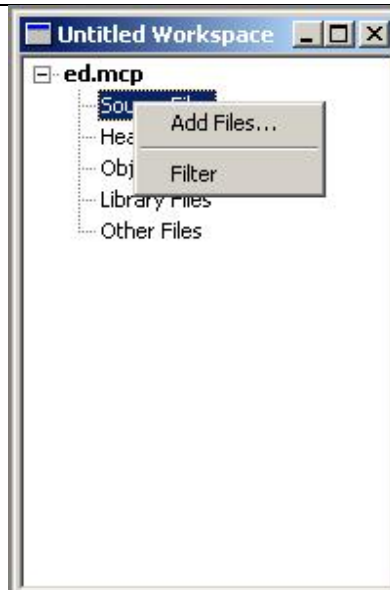 Untitled Workspace
ed.mcp
Add Files...
Filter
Library Files
Other Files